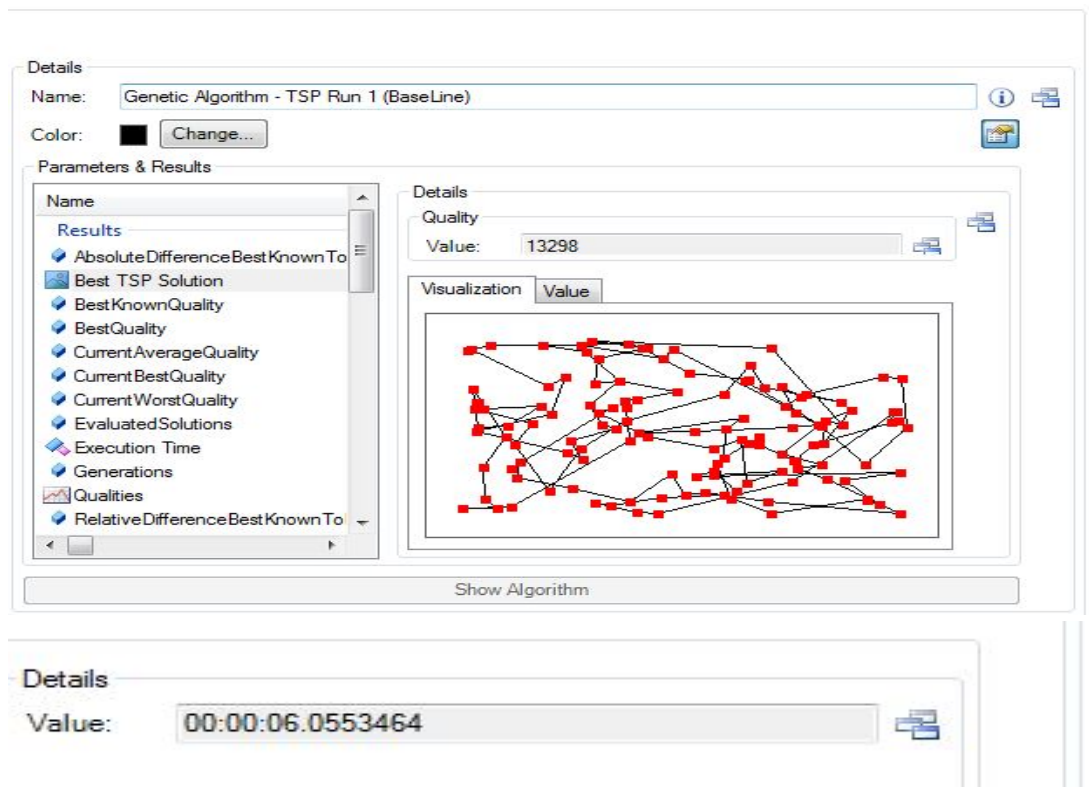 Details
Name: Genetic Algorithm - TSP Run 1 (BaseLine)
Color: Change...
Parameters & Results
Name
Results
AbsoluteDifferenceBestKnownTo
Best TSP Solution
BestKnownQuality
BestQuality
CurrentAverageQuality
CurrentBestQuality
CurrentWorstQuality
EvaluatedSolutions
Execution Time
Generations
Qualities
RelativeDifferenceBestKnownTo
Details
Quality
Value: 13298
Visualization Value
Show Algorithm
Details
Value: 00:00:06.0553464